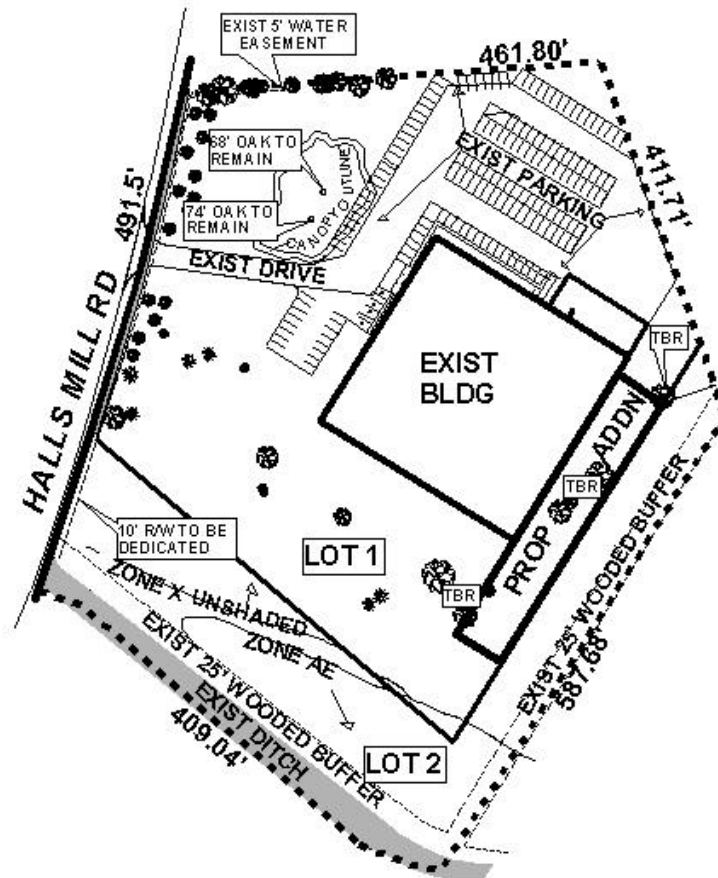 EXIST 5' WATER
EASEMENT
461.80'
68' OAK TO
REMAIN
EXIST PARKING
411.71'
74' OAK TO
REMAIN
CANOPYOUTUNE
491.5'
EXIST DRIVE
HALLS MILL RD
TBR
EXIST
BLDG
PROP ADDN
TBR
10' R/W TO BE
DEDICATED
LOT 1
TBR
ZONE X UNSHADED
ZONE AE
EXIST 25' WOODED BUFFER
587.68'
EXIST 25' WOODED BUFFER
EXIST DITCH
409.04'
LOT 2